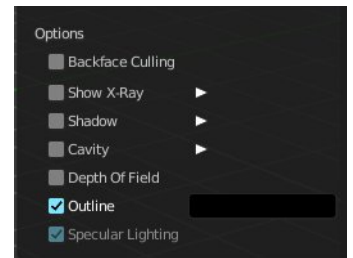 Options
Backface Culling
Show X-Ray
Shadow
Cavity
Depth Of Field
Outline
Specular Lighting